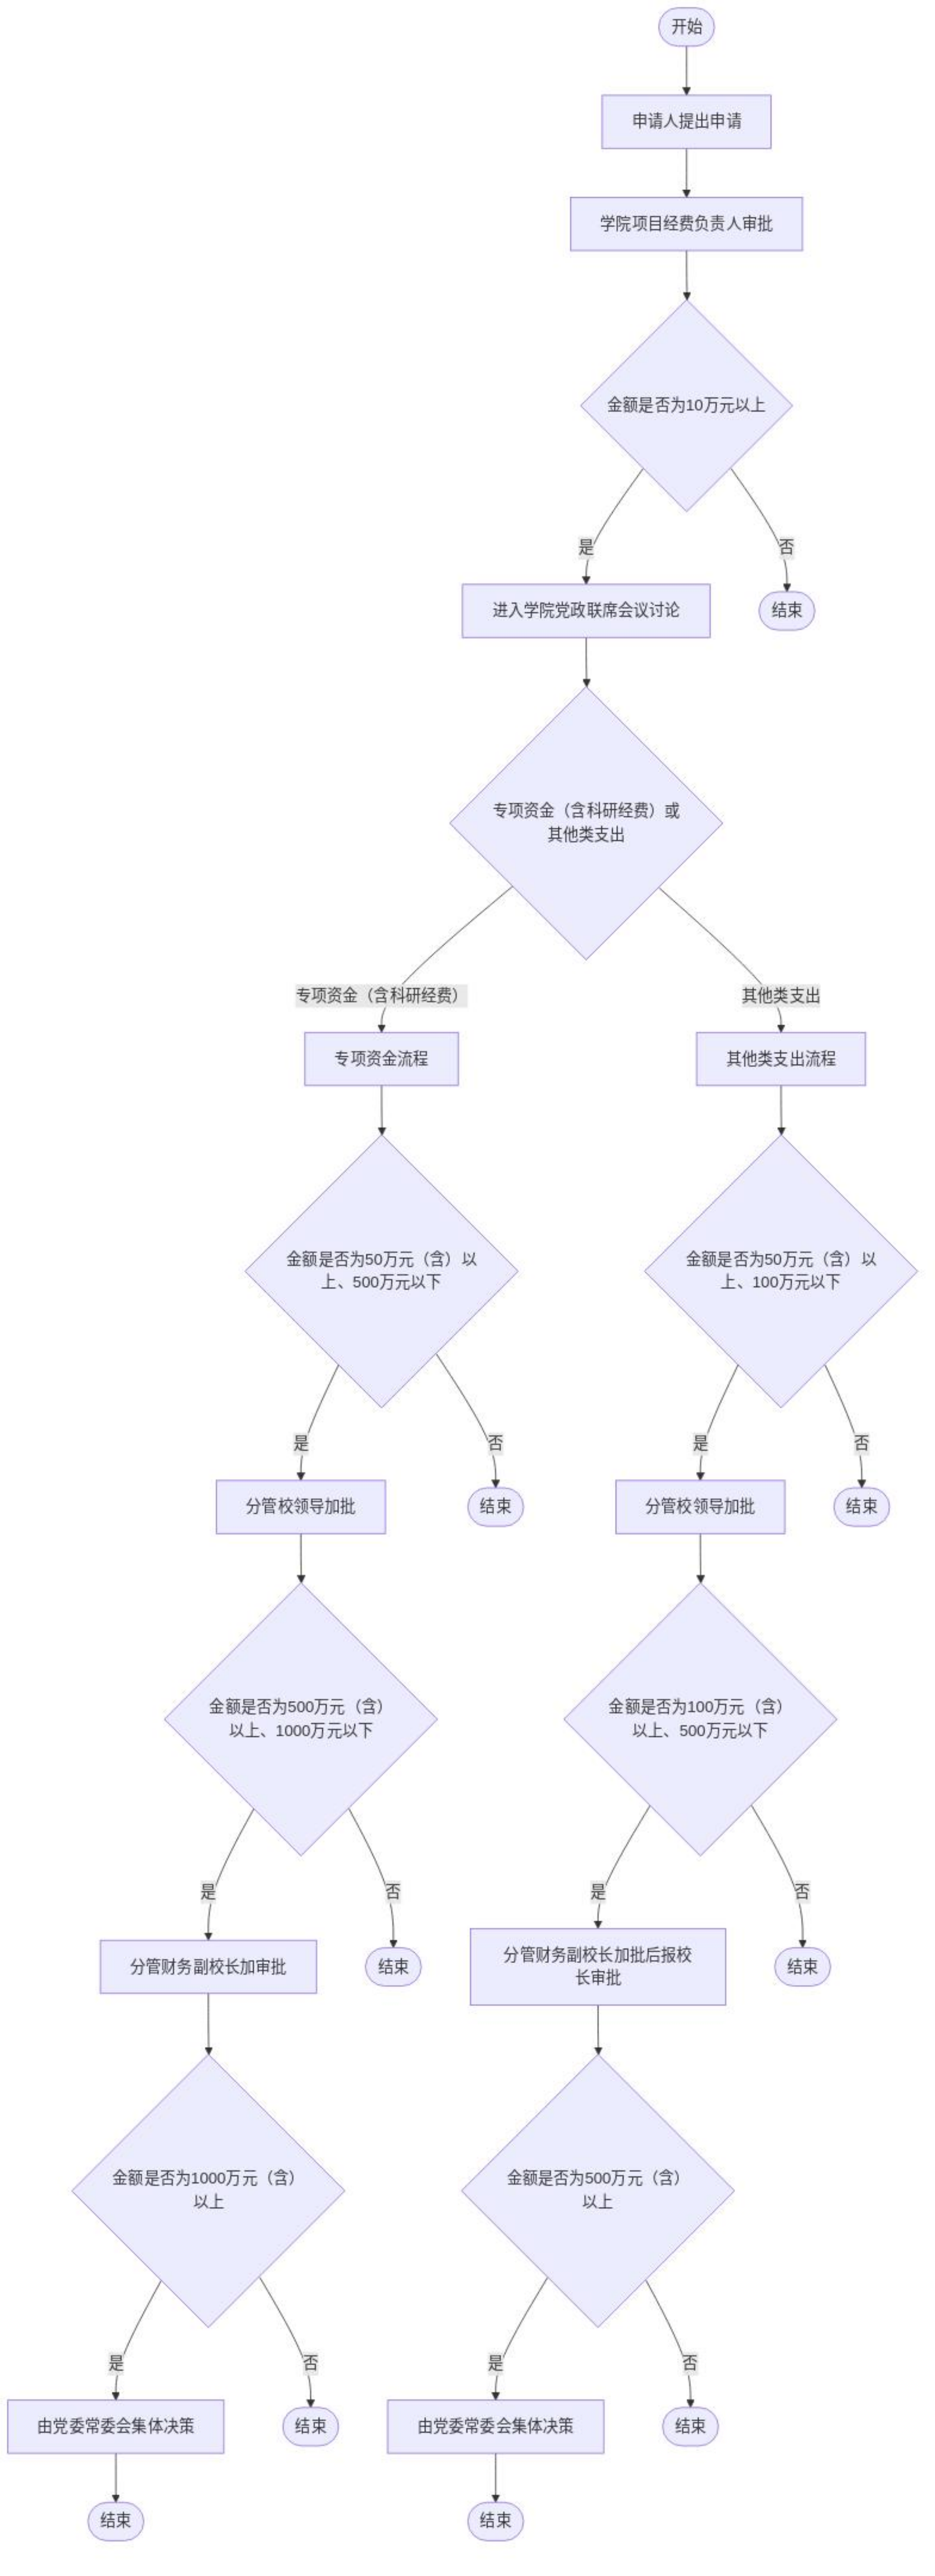 开始
申请人提出申请
学院项目经费负责人审批
金额是否为10万元以上
是
否
进入学院党政联席会议讨论
结束
专项资金（含科研经费）或
其他类支出
专项资金（含科研经费）
其他类支出
专项资金流程
其他类支出流程
金额是否为50万元（含）以
上、500万元以下
金额是否为50万元（含）以
上、100万元以下
是
否
是
否
分管校领导加批
结束
分管校领导加批
结束
金额是否为500万元（含）
以上、1000万元以下
金额是否为100万元（含）
以上、500万元以下
是
否
是
否
分管财务副校长加审批
结束
分管财务副校长加批后报校
长审批
结束
金额是否为1000万元（含）
以上
金额是否为500万元（含）
以上
是
否
是
否
由党委常委会集体决策
结束
由党委常委会集体决策
结束
结束
结束